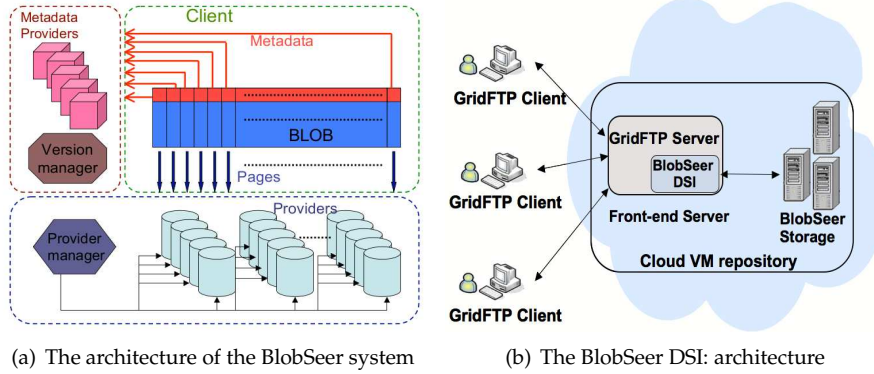 Metadata
Providers
Client
Metadata
BLOB
Version
manager
Pages
Providers
Provider
manager
(a) The architecture of the BlobSeer system
GridFTP Client
GridFTP Client
GridFTP Client
GridFTP Server
BlobSeer
DSI
Front-end Server
BlobSeer
Storage
Cloud VM repository
(b) The BlobSeer DSI: architecture